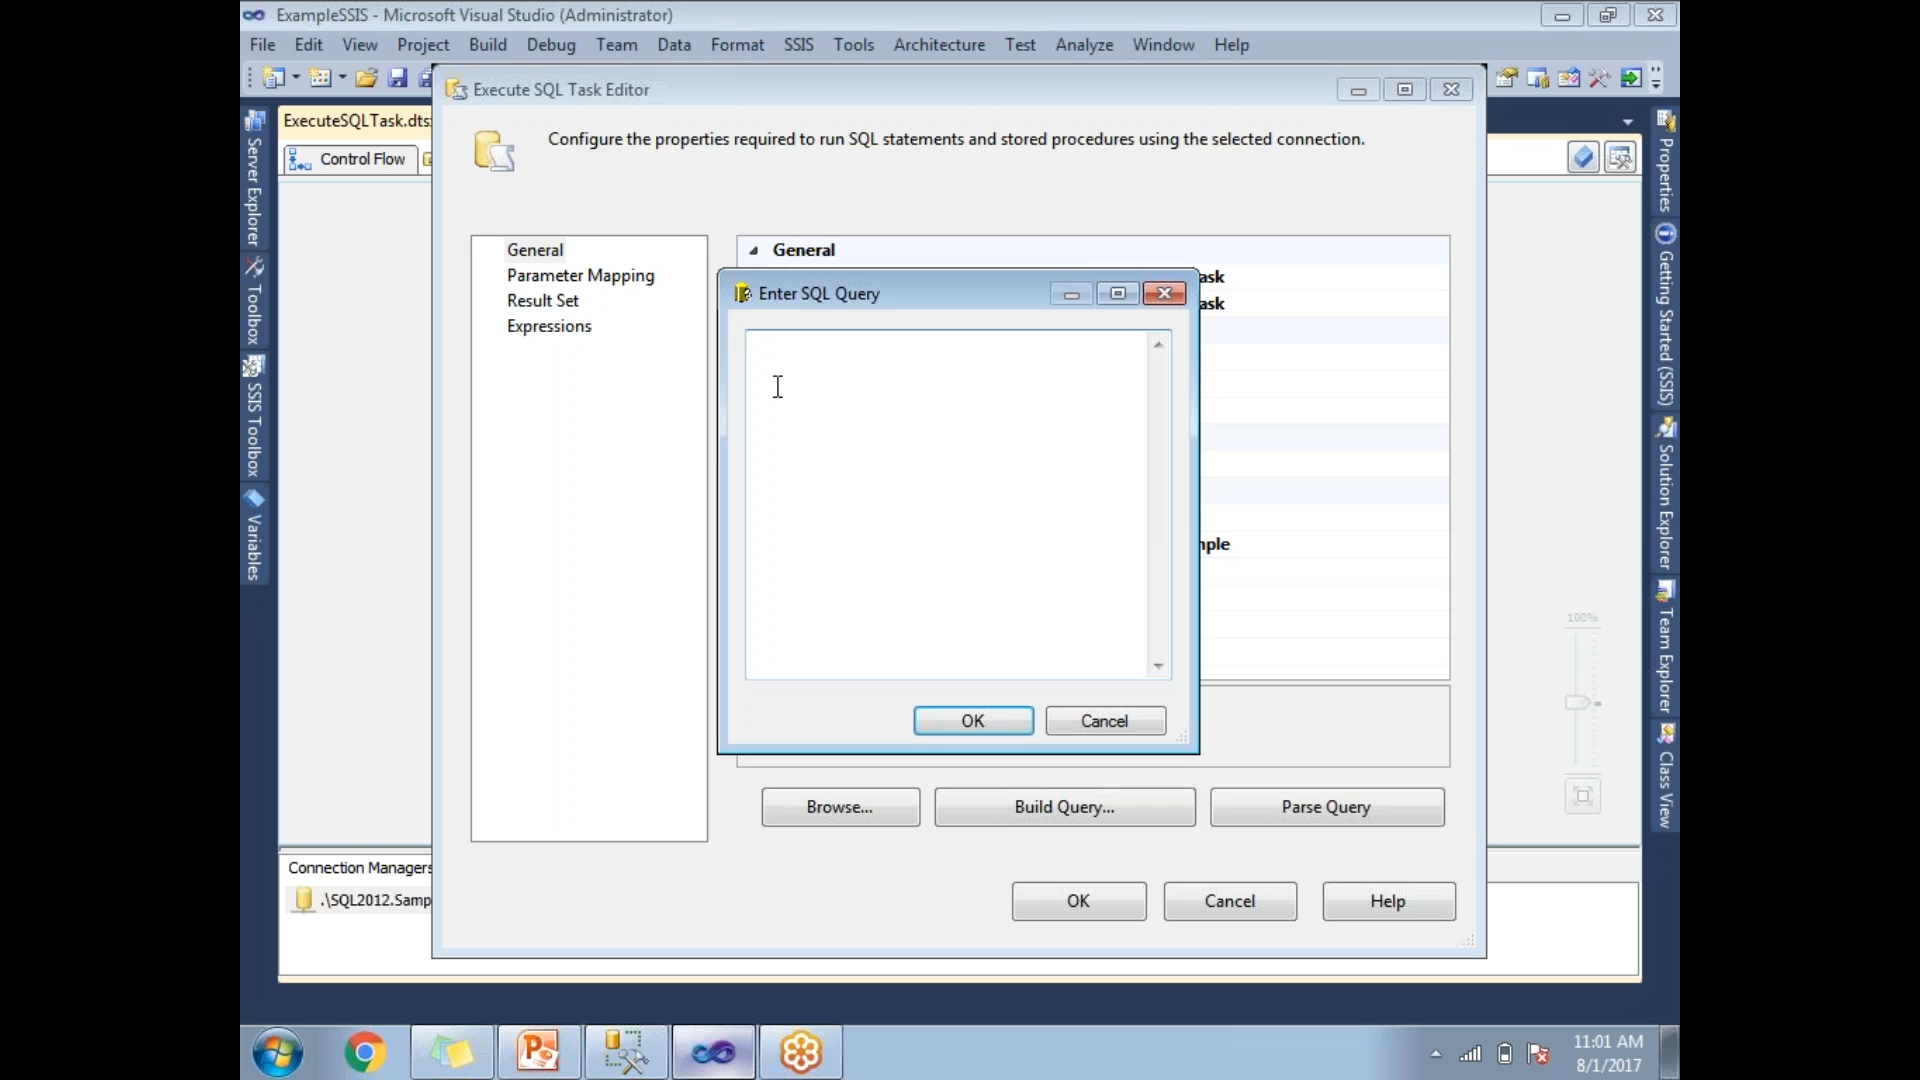 ExampleSSIS - Microsoft Visual Studio (Administrator)
File Edit View Project Build Debug Team Data Format SSIS Tools Architecture Test Analyze Window Help
Execute SQL Task Editor
ExecuteSQLTask.dts
Configure the properties required to run SQL statements and stored procedures using the selected connection.
Control Flow
Server Explorer
Toolbox
SSIS Toolbox
Variables
General
Parameter Mapping
Result Set
Expressions
General
ask
ask
mple
Enter SQL Query
OK Cancel
Browse... Build Query... Parse Query
OK Cancel Help
Connection Managers
.\SQL2012.Samp
100%
Properties
Getting Started (SSIS)
Solution Explorer
Team Explorer
Class View
11:01 AM
8/1/2017